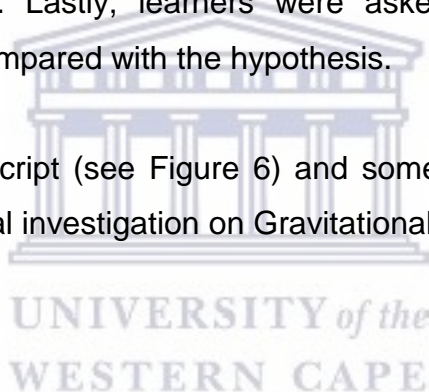 . Lastly, learners were aske
mpared with the hypothesis.
cript (see Figure 6) and some
al investigation on Gravitational
UNIVERSITY of the
WESTERN CAPE